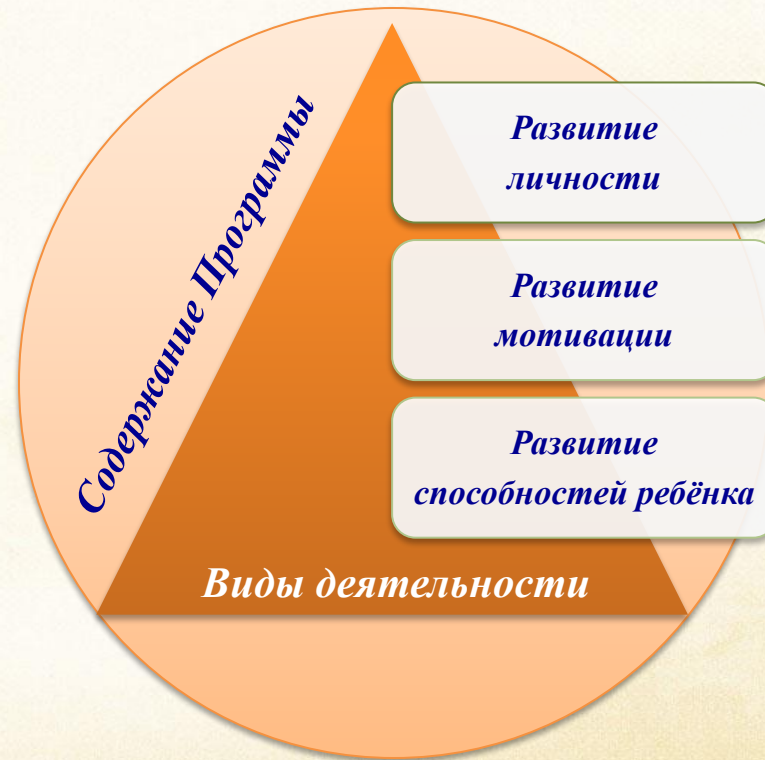 Содержание Программы
Развитие
личности
Развитие
мотивации
Развитие
способностей ребёнка
Виды деятельности